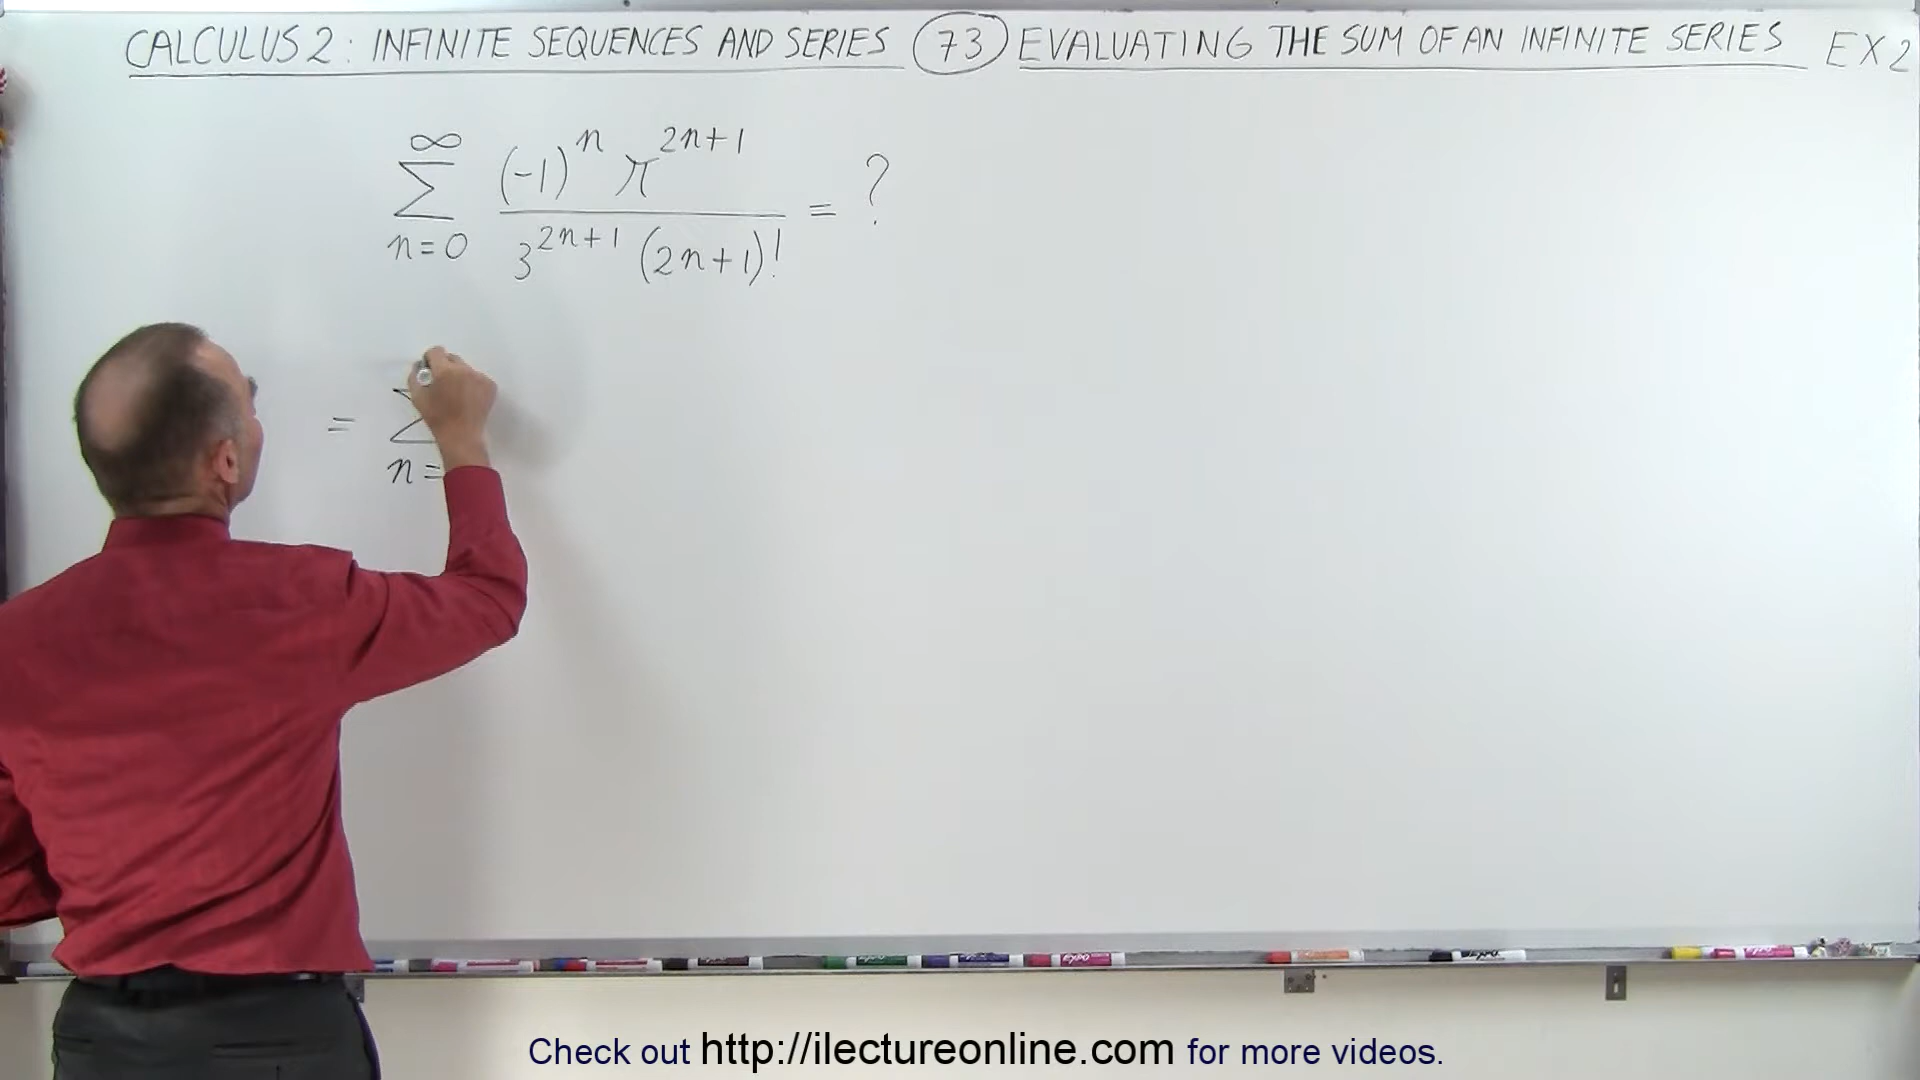 CALCULUS 2: INFINITE SEQUENCES AND SERIES (73) EVALUATING THE SUM OF AN INFINITE SERIES EX 2
∞
∑ (-1)^n π^(2n+1) / 3^(2n+1) (2n+1)! = ?
n=0
= ∑
n=
Check out http://ilectureonline.com for more videos.